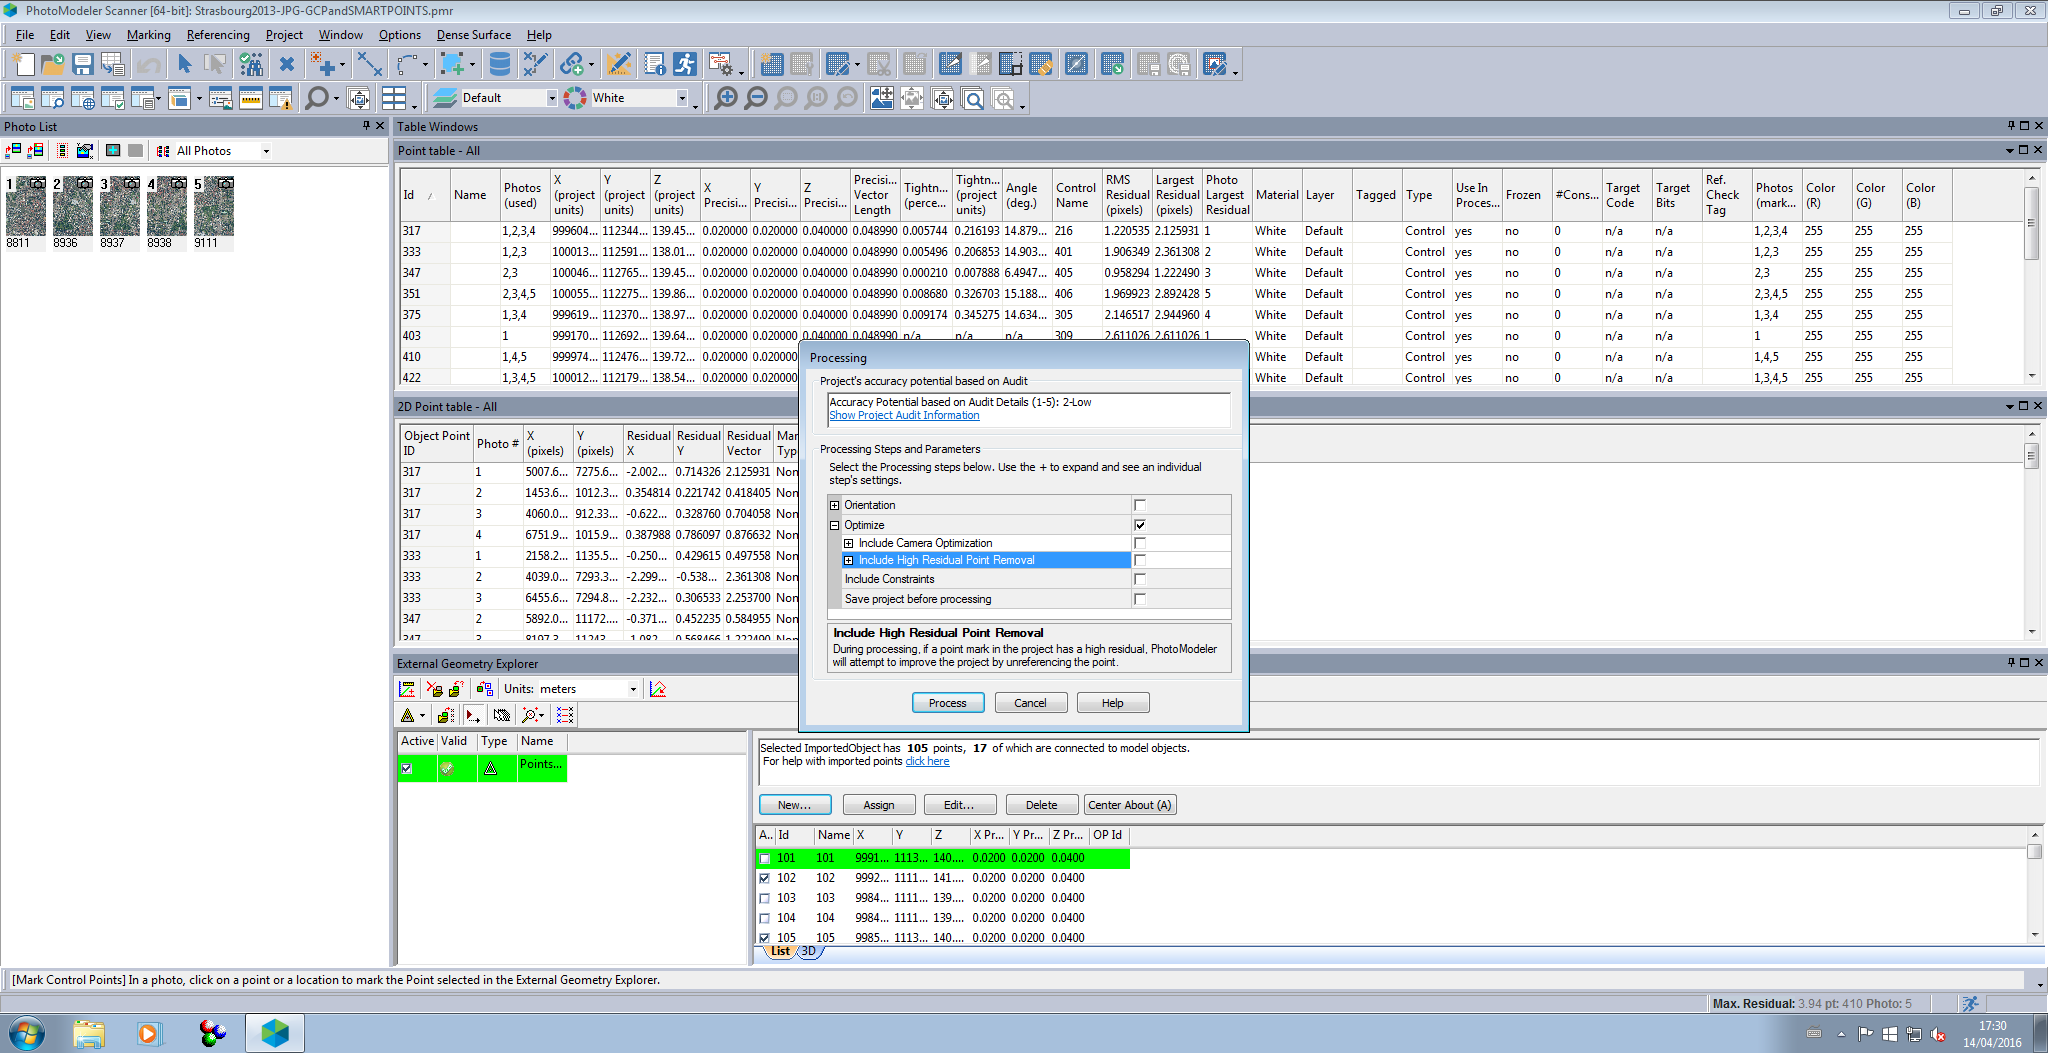 PhotoModeler Scanner [64-bit]: Strasbourg2013-JPG-GCPandSMARTPOINTS.pmr
File Edit View Marking Referencing Project Window Options Dense Surface Help
Default White
Photo List
All Photos
1 2 3 4 5
8811 8936 8937 8938 9111
Table Windows
Point table - All
Id Name Photos (used) X (project units) Y (project units) Z (project units) X Precisi... Y Precisi... Z Precisi... Precisi... Vector Length Tightn... (perce... Tightn... (project units) Angle (deg.) Control Name RMS Residual (pixels) Largest Residual (pixels) Photo Largest Residual Material Layer Tagged Type Use In Proces... Frozen #Cons... Target Code Target Bits Ref. Check Tag Photos (mark... Color (R) Color (G) Color (B)
317 1,2,3,4 999604... 112344... 139.45... 0.020000 0.020000 0.040000 0.048990 0.005744 0.216193 14.879... 216 1.220535 2.125931 1 White Default Control yes no 0 n/a n/a 1,2,3,4 255 255 255
333 1,2,3 100013... 112591... 138.01... 0.020000 0.020000 0.040000 0.048990 0.005496 0.206853 14.903... 401 1.906349 2.361308 2 White Default Control yes no 0 n/a n/a 1,2,3 255 255 255
347 2,3 100046... 112765... 139.45... 0.020000 0.020000 0.040000 0.048990 0.000210 0.007888 6.4947... 405 0.958294 1.222490 3 White Default Control yes no 0 n/a n/a 2,3 255 255 255
351 2,3,4,5 100055... 112275... 139.86... 0.020000 0.020000 0.040000 0.048990 0.008680 0.326703 15.188... 406 1.969923 2.892428 5 White Default Control yes no 0 n/a n/a 2,3,4,5 255 255 255
375 1,3,4 999619... 112370... 138.97... 0.020000 0.020000 0.040000 0.048990 0.009174 0.345275 14.634... 305 2.146517 2.944960 4 White Default Control yes no 0 n/a n/a 1,3,4 255 255 255
403 1 999170... 112692... 139.64... 0.020000 0.020000 0.040000 0.048990 n/a n/a n/a 309 2.611026 2.611026 1 White Default Control yes no 0 n/a n/a 1 255 255 255
410 1,4,5 999974... 112476... 139.72... 0.020000 0.020000 White Default Control yes no 0 n/a n/a 1,4,5 255 255 255
422 1,3,4,5 100012... 112179... 138.54... 0.020000 0.020000 White Default Control yes no 0 n/a n/a 1,3,4,5 255 255 255
2D Point table - All
Object Point ID Photo # X (pixels) Y (pixels) Residual X Residual Y Residual Vector Mar Typ
317 1 5007.6... 7275.6... -2.002... 0.714326 2.125931 Non
317 2 1453.6... 1012.3... 0.354814 0.221742 0.418405 Non
317 3 4060.0... 912.33... -0.622... 0.328760 0.704058 Non
317 4 6751.9... 1015.9... 0.387988 0.786097 0.876632 Non
333 1 2158.2... 1135.5... -0.250... 0.429615 0.497558 Non
333 2 4039.0... 7293.3... -2.299... -0.538... 2.361308 Non
333 3 6455.6... 7294.8... -2.232... 0.306533 2.253700 Non
347 2 5892.0... 11172.... -0.371... 0.452235 0.584955 Non
347 3 8197.3... 11243... -1.082... 0.568466 1.222490 Non
Processing
Project's accuracy potential based on Audit
Accuracy Potential based on Audit Details (1-5): 2-Low
Show Project Audit Information
Processing Steps and Parameters
Select the Processing steps below. Use the + to expand and see an individual
step's settings.
Orientation
Optimize
Include Camera Optimization
Include High Residual Point Removal
Include Constraints
Save project before processing
Include High Residual Point Removal
During processing, if a point mark in the project has a high residual, PhotoModeler
will attempt to improve the project by unreferencing the point.
Process Cancel Help
External Geometry Explorer
Units: meters
Active Valid Type Name
Points...
Selected ImportedObject has 105 points, 17 of which are connected to model objects.
For help with imported points click here
New... Assign Edit... Delete Center About (A)
A.. Id Name X Y Z X Pr... Y Pr... Z Pr... OP Id
101 101 9991... 1113... 140.... 0.0200 0.0200 0.0400
102 102 9992... 1111... 141.... 0.0200 0.0200 0.0400
103 103 9984... 1111... 139.... 0.0200 0.0200 0.0400
104 104 9984... 1111... 139.... 0.0200 0.0200 0.0400
105 105 9985... 1113... 140.... 0.0200 0.0200 0.0400
List 3D
[Mark Control Points] In a photo, click on a point or a location to mark the Point selected in the External Geometry Explorer.
Max. Residual: 3.94 pt: 410 Photo: 5
17:30
14/04/2016